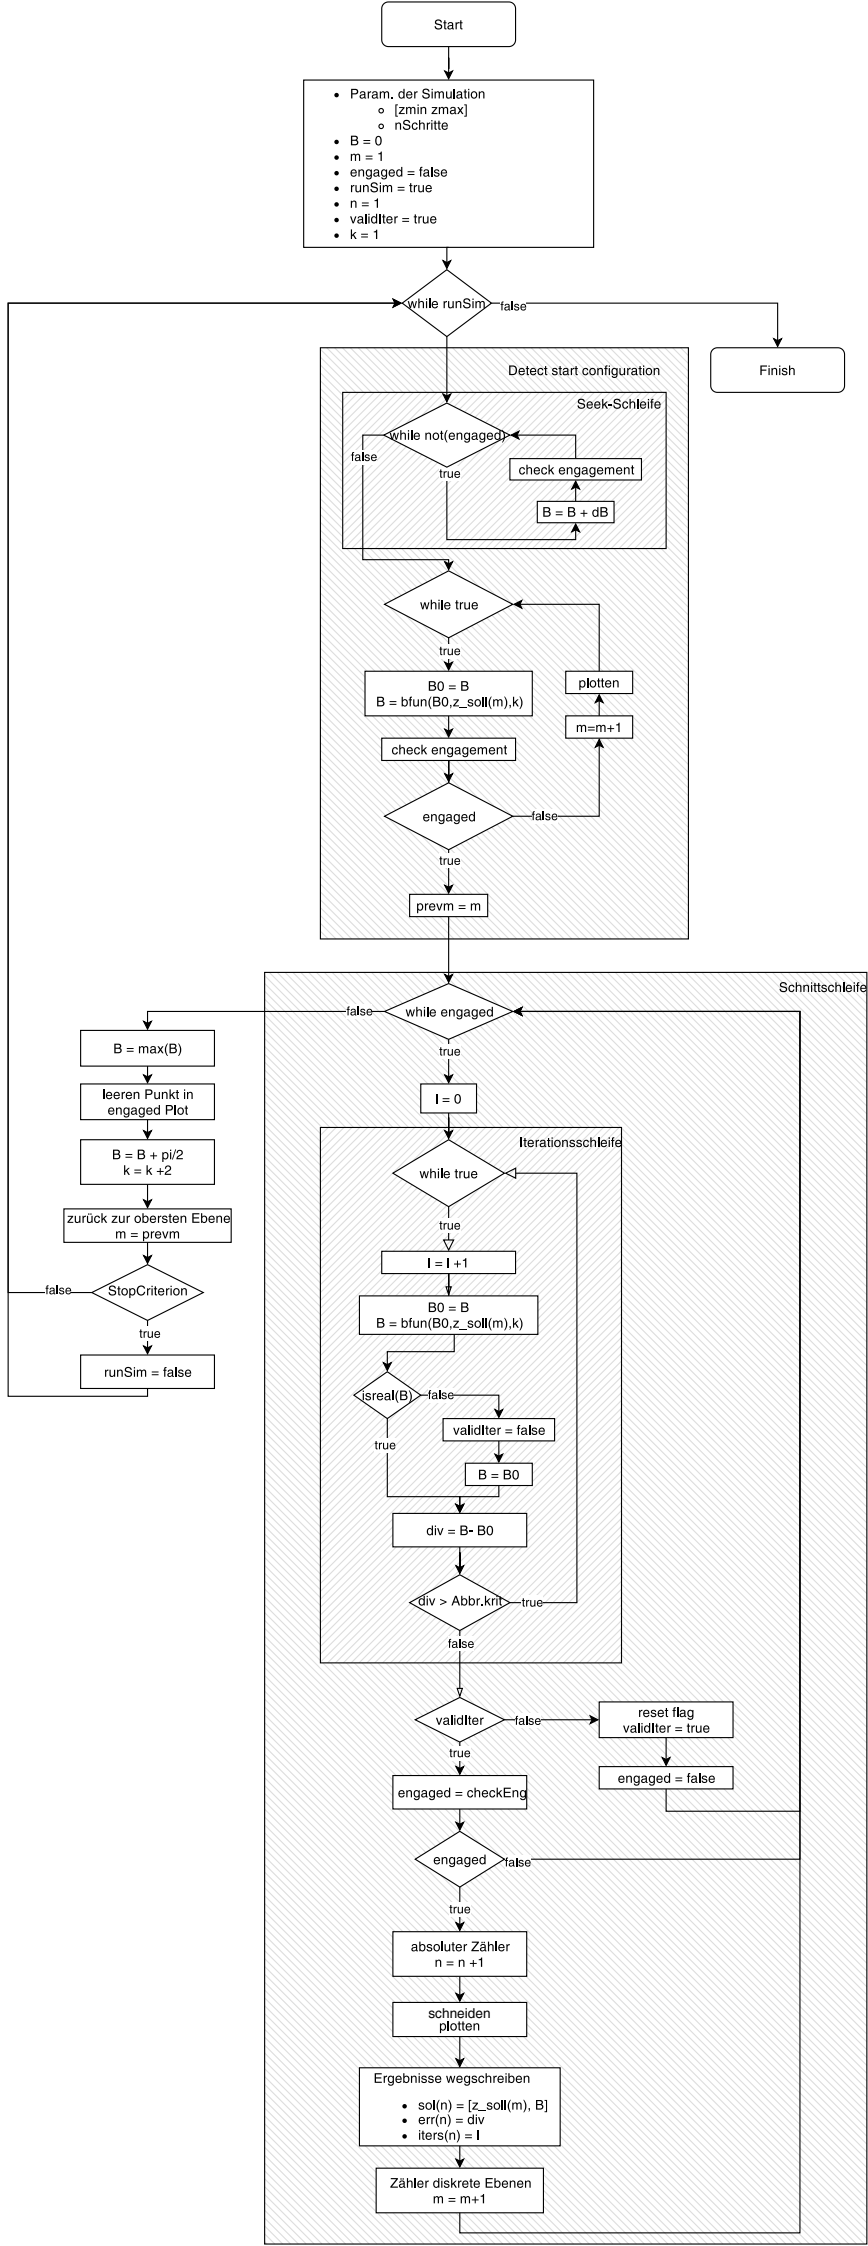 Start
Param. der Simulation
[zmin zmax]
nSchritte
B = 0
m = 1
engaged = false
runSim = true
n = 1
validIter = true
k = 1
while runSim
false
Finish
Detect start configuration
Seek-Schleife
while not(engaged)
false
true
check engagement
B = B + dB
while true
true
plotten
B0 = B
B = bfun(B0,z_soll(m),k)
m=m+1
check engagement
engaged
false
true
prevm = m
Schnittschleife
while engaged
false
true
B = max(B)
leeren Punkt in
engaged Plot
B = B + pi/2
k = k +2
zurück zur obersten Ebene
m = prevm
StopCriterion
false
true
runSim = false
I = 0
Iterationsschleife
while true
true
I = I +1
B0 = B
B = bfun(B0,z_soll(m),k)
isreal(B)
false
true
validIter = false
B = B0
div = B- B0
div > Abbr.krit
true
false
validIter
false
true
reset flag
validIter = true
engaged = false
engaged = checkEng
engaged
false
true
absoluter Zähler
n = n +1
schneiden
plotten
Ergebnisse wegschreiben
sol(n) = [z_soll(m), B]
err(n) = div
iters(n) = I
Zähler diskrete Ebenen
m = m+1